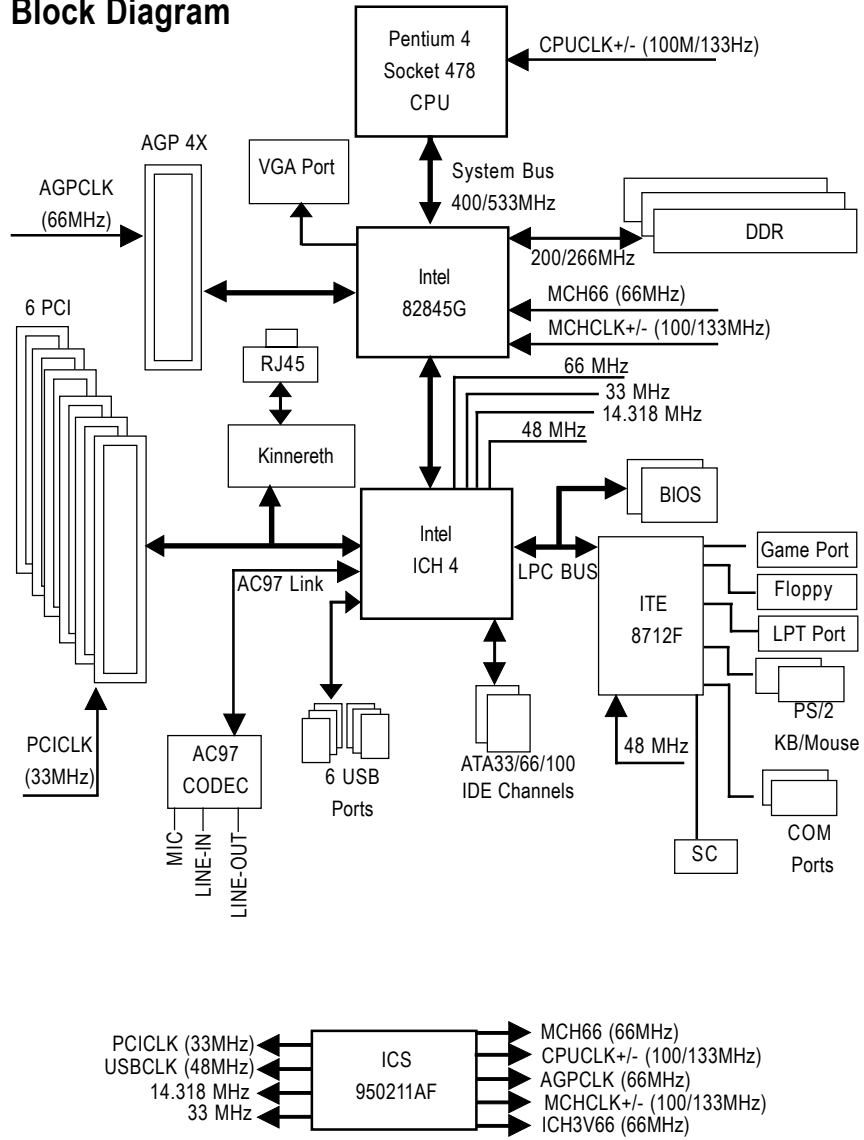 Block Diagram
Pentium 4
Socket 478
CPU
CPUCLK+/- (100M/133Hz)
AGP 4X
VGA Port
System Bus
400/533MHz
AGPCLK
(66MHz)
DDR
200/266MHz
Intel
82845G
MCH66 (66MHz)
MCHCLK+/- (100/133MHz)
6 PCI
RJ45
66 MHz
33 MHz
14.318 MHz
48 MHz
Kinnereth
BIOS
Intel
ICH 4
LPC BUS
Game Port
Floppy
LPT Port
AC97 Link
ITE
8712F
PS/2
KB/Mouse
48 MHz
PCICLK
(33MHz)
AC97
CODEC
6 USB
Ports
ATA33/66/100
IDE Channels
COM
Ports
SC
MIC
LINE-IN
LINE-OUT
PCICLK (33MHz)
USBCLK (48MHz)
14.318 MHz
33 MHz
ICS
950211AF
MCH66 (66MHz)
CPUCLK+/- (100/133MHz)
AGPCLK (66MHz)
MCHCLK+/- (100/133MHz)
ICH3V66 (66MHz)